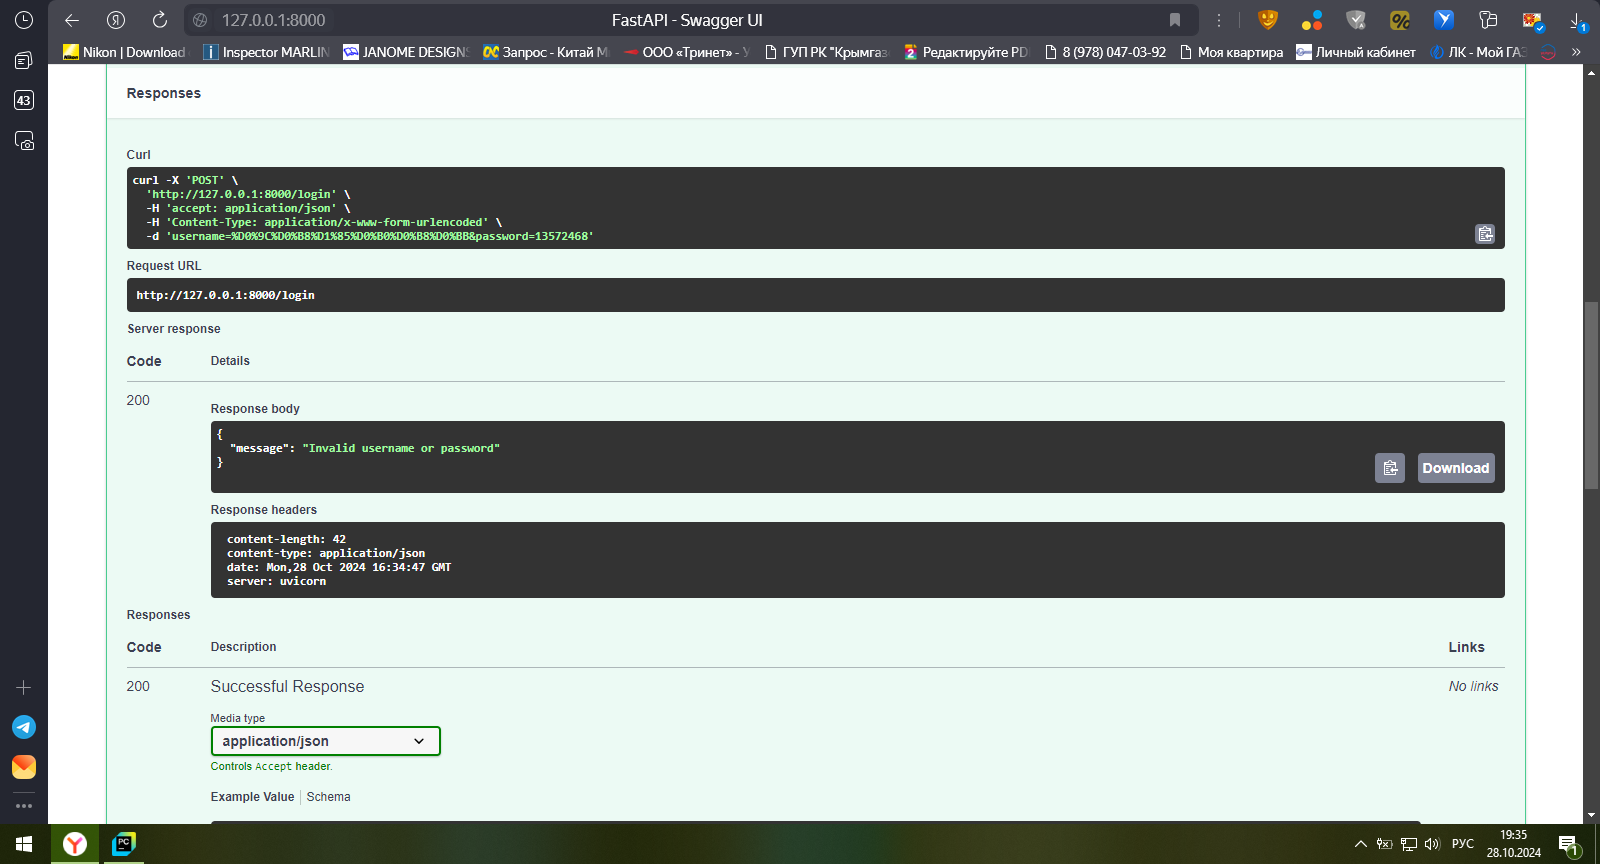 127.0.0.1:8000
FastAPI - Swagger UI
1
Nikon | Download
Inspector MARLIN
JANOME DESIGNS
Запрос - Китай М
ООО «Тринет» - У
ГУП РК "Крымгаз
Редактируйте PD
8 (978) 047-03-92
Моя квартира
Личный кабинет
ЛК - Мой ГАЗ
»
43
Responses
Curl
curl -X 'POST' \
'http://127.0.0.1:8000/login' \
-H 'accept: application/json' \
-H 'Content-Type: application/x-www-form-urlencoded' \
-d 'username=%D0%9C%D0%B8%D1%85%D0%B0%D0%B8%D0%BB&password=13572468'
Request URL
http://127.0.0.1:8000/login
Server response
Code
Details
200
Response body
{
"message": "Invalid username or password"
}
Download
Response headers
content-length: 42
content-type: application/json
date: Mon,28 Oct 2024 16:34:47 GMT
server: uvicorn
Responses
Code
Description
Links
200
Successful Response
No links
Media type
application/json
Controls Accept header.
Example Value
Schema
PC
РУС
19:35
28.10.2024
1